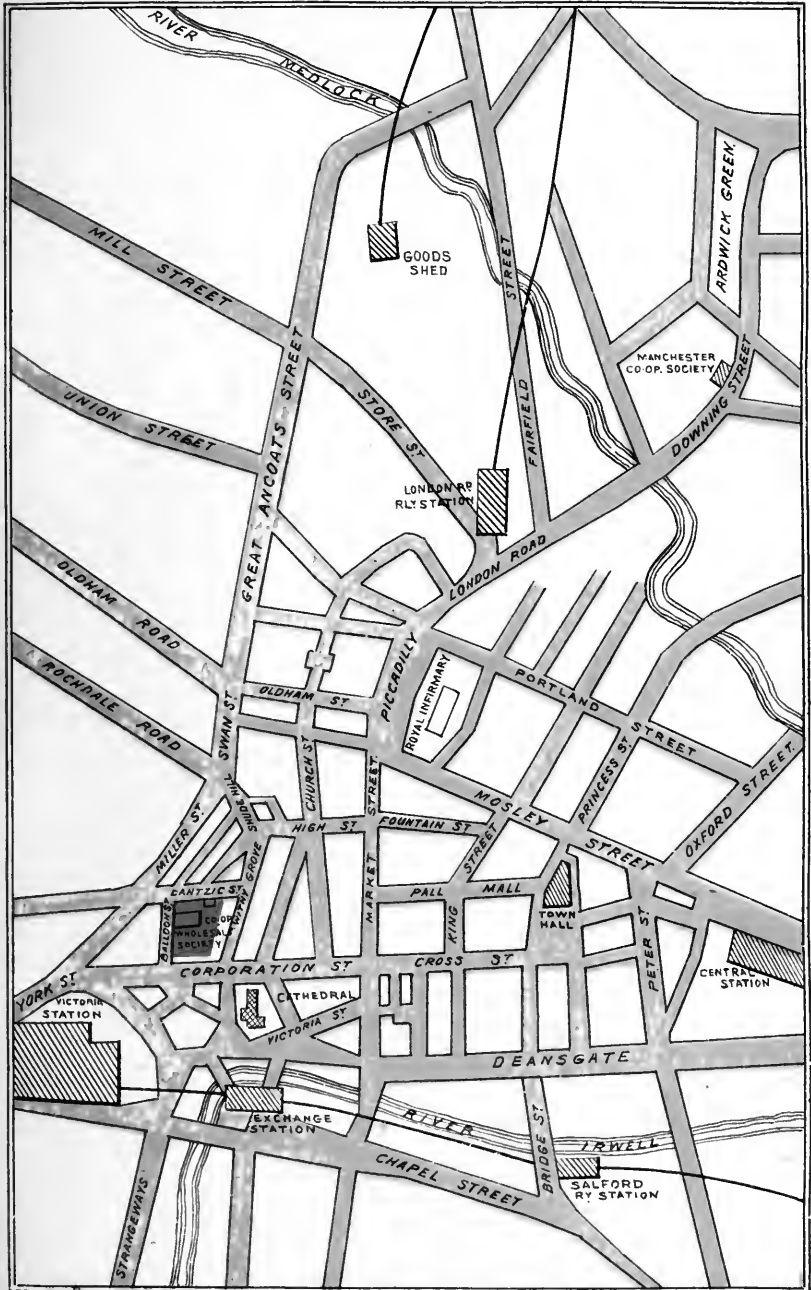 RIVER
MEDLOCK
ARDWICK GREEN.
GOODS
SHED
MILL STREET
STREET
FAIRFIELD
MANCHESTER
CO-OP. SOCIETY
DOWNING STREET
UNION STREET
STORE ST.
GREAT ANCOATS STREET
LONDON RD
RLY STATION
LONDON ROAD
OLDHAM ROAD
ROCKDALE ROAD
PICCADILLY
ROYAL INFIRMARY
PORTLAND STREET
OLDHAM ST.
SWAN ST.
PRINCESS ST.
OXFORD STREET.
MOSLEY STREET
CHURCH ST.
SHUDEHILL
MILLER ST.
HIGH ST
FOUNTAIN ST
MARKET STREET
STREET
KING
PALL MALL
DANTZIC ST.
WITHY GROVE
BALLOON ST
CO-OP.
WHOLESALE
SOCIETY
TOWN
HALL
PETER ST.
CENTRAL
STATION
CORPORATION ST
CROSS ST
YORK ST.
VICTORIA
STATION
CATHEDRAL
VICTORIA ST.
DEANSGATE
EXCHANGE
STATION
RIVER
IRWELL
BRIDGE ST.
SALFORD
RY STATION
CHAPEL STREET
STRANGEWAYS